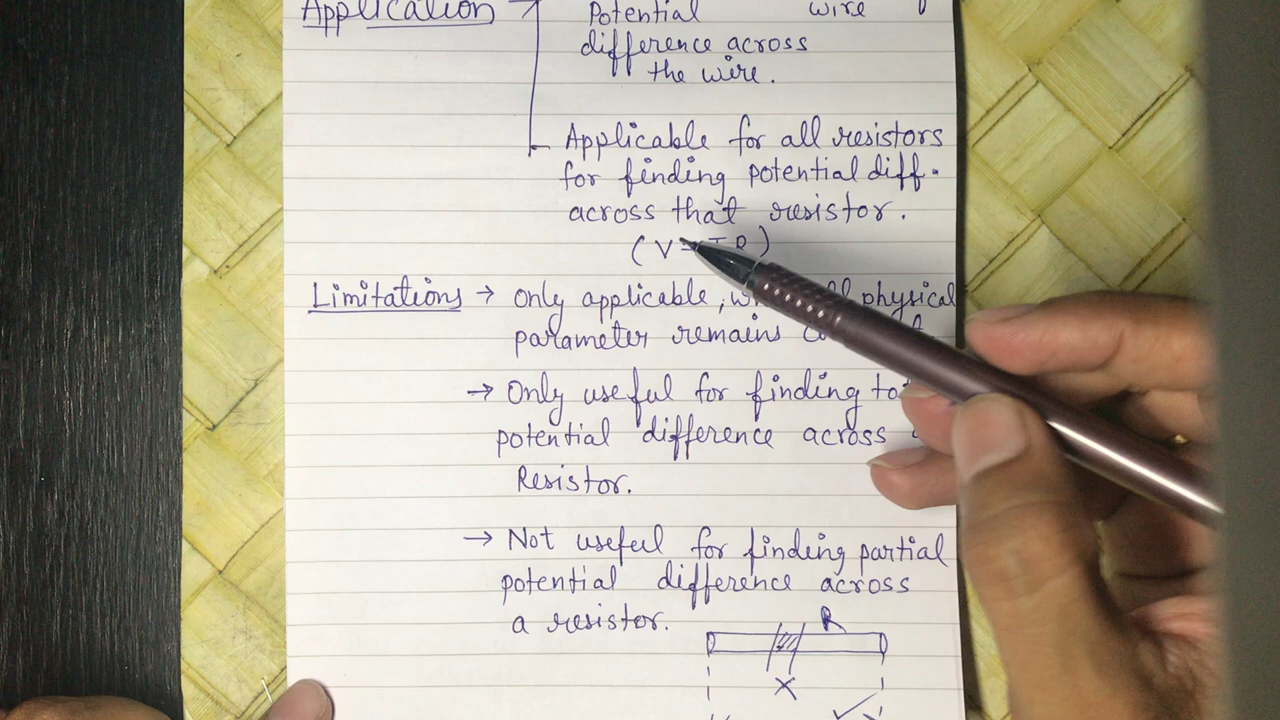 Application
Potential wire
difference across
the wire.
Applicable for all resistors
for finding potential diff.
across that resistor.
(V = IR)
Limitations → Only applicable, all physical
parameter remains
→ Only useful for finding
potential difference across
Resistor.
→ Not useful for finding partial
potential difference across
a resistor.
R
X